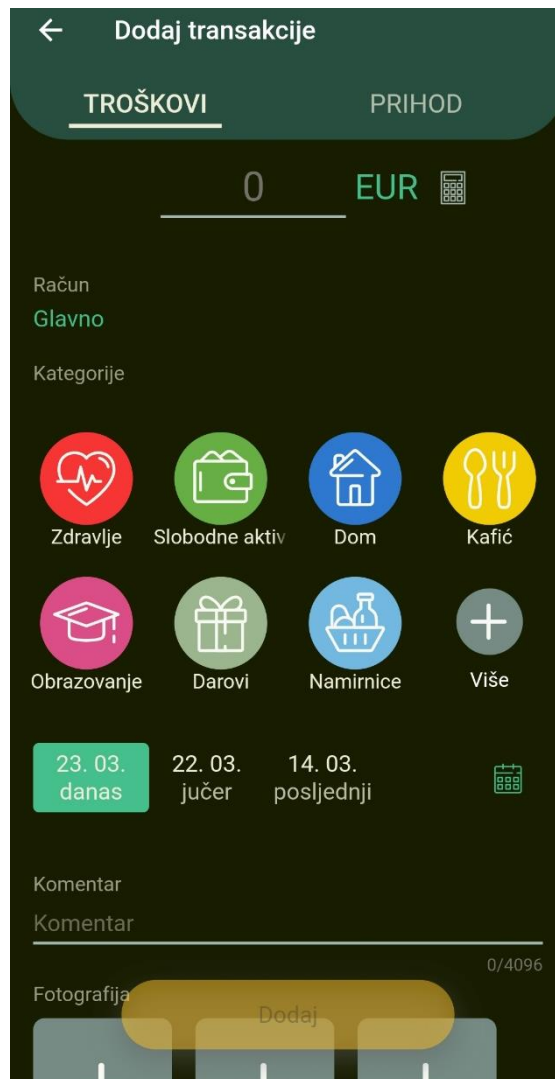 Dodaj transakcije
TROŠKOVI PRIHOD
0 EUR
Račun
Glavno
Kategorije
Zdravlje Slobodne aktiv Dom Kafić
Obrazovanje Darovi Namirnice Više
23. 03. 22. 03. 14. 03.
danas jučer posljednji
Komentar
Komentar
0/4096
Fotografija
Dodaj